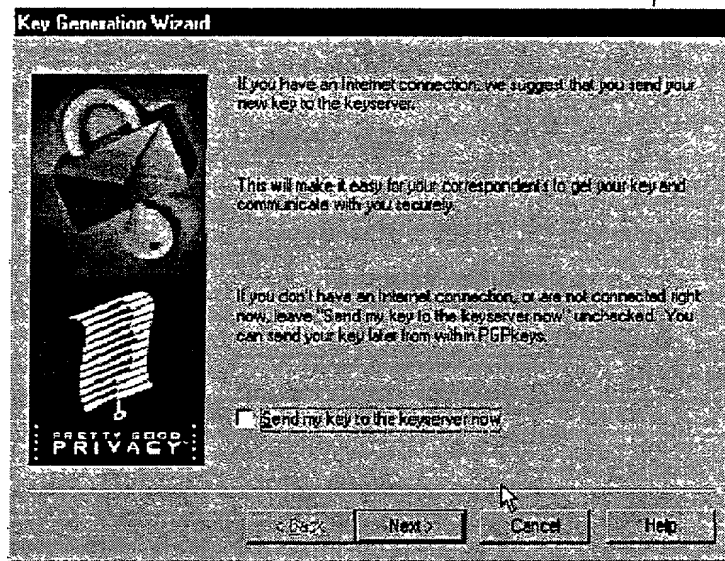 Key Generation Wizard
If you have an Internet connection, we suggest that you send your
new key to the keyserver.
This will make it easy for your correspondents to get your key and
communicate with you securely.
If you don't have an Internet connection, or are not connected right
now, leave "Send my key to the keyserver now" unchecked. You
can send your key later from within PGPkeys.
Send my key to the keyserver now
PRETTY GOOD
PRIVACY
< Back Next > Cancel Help